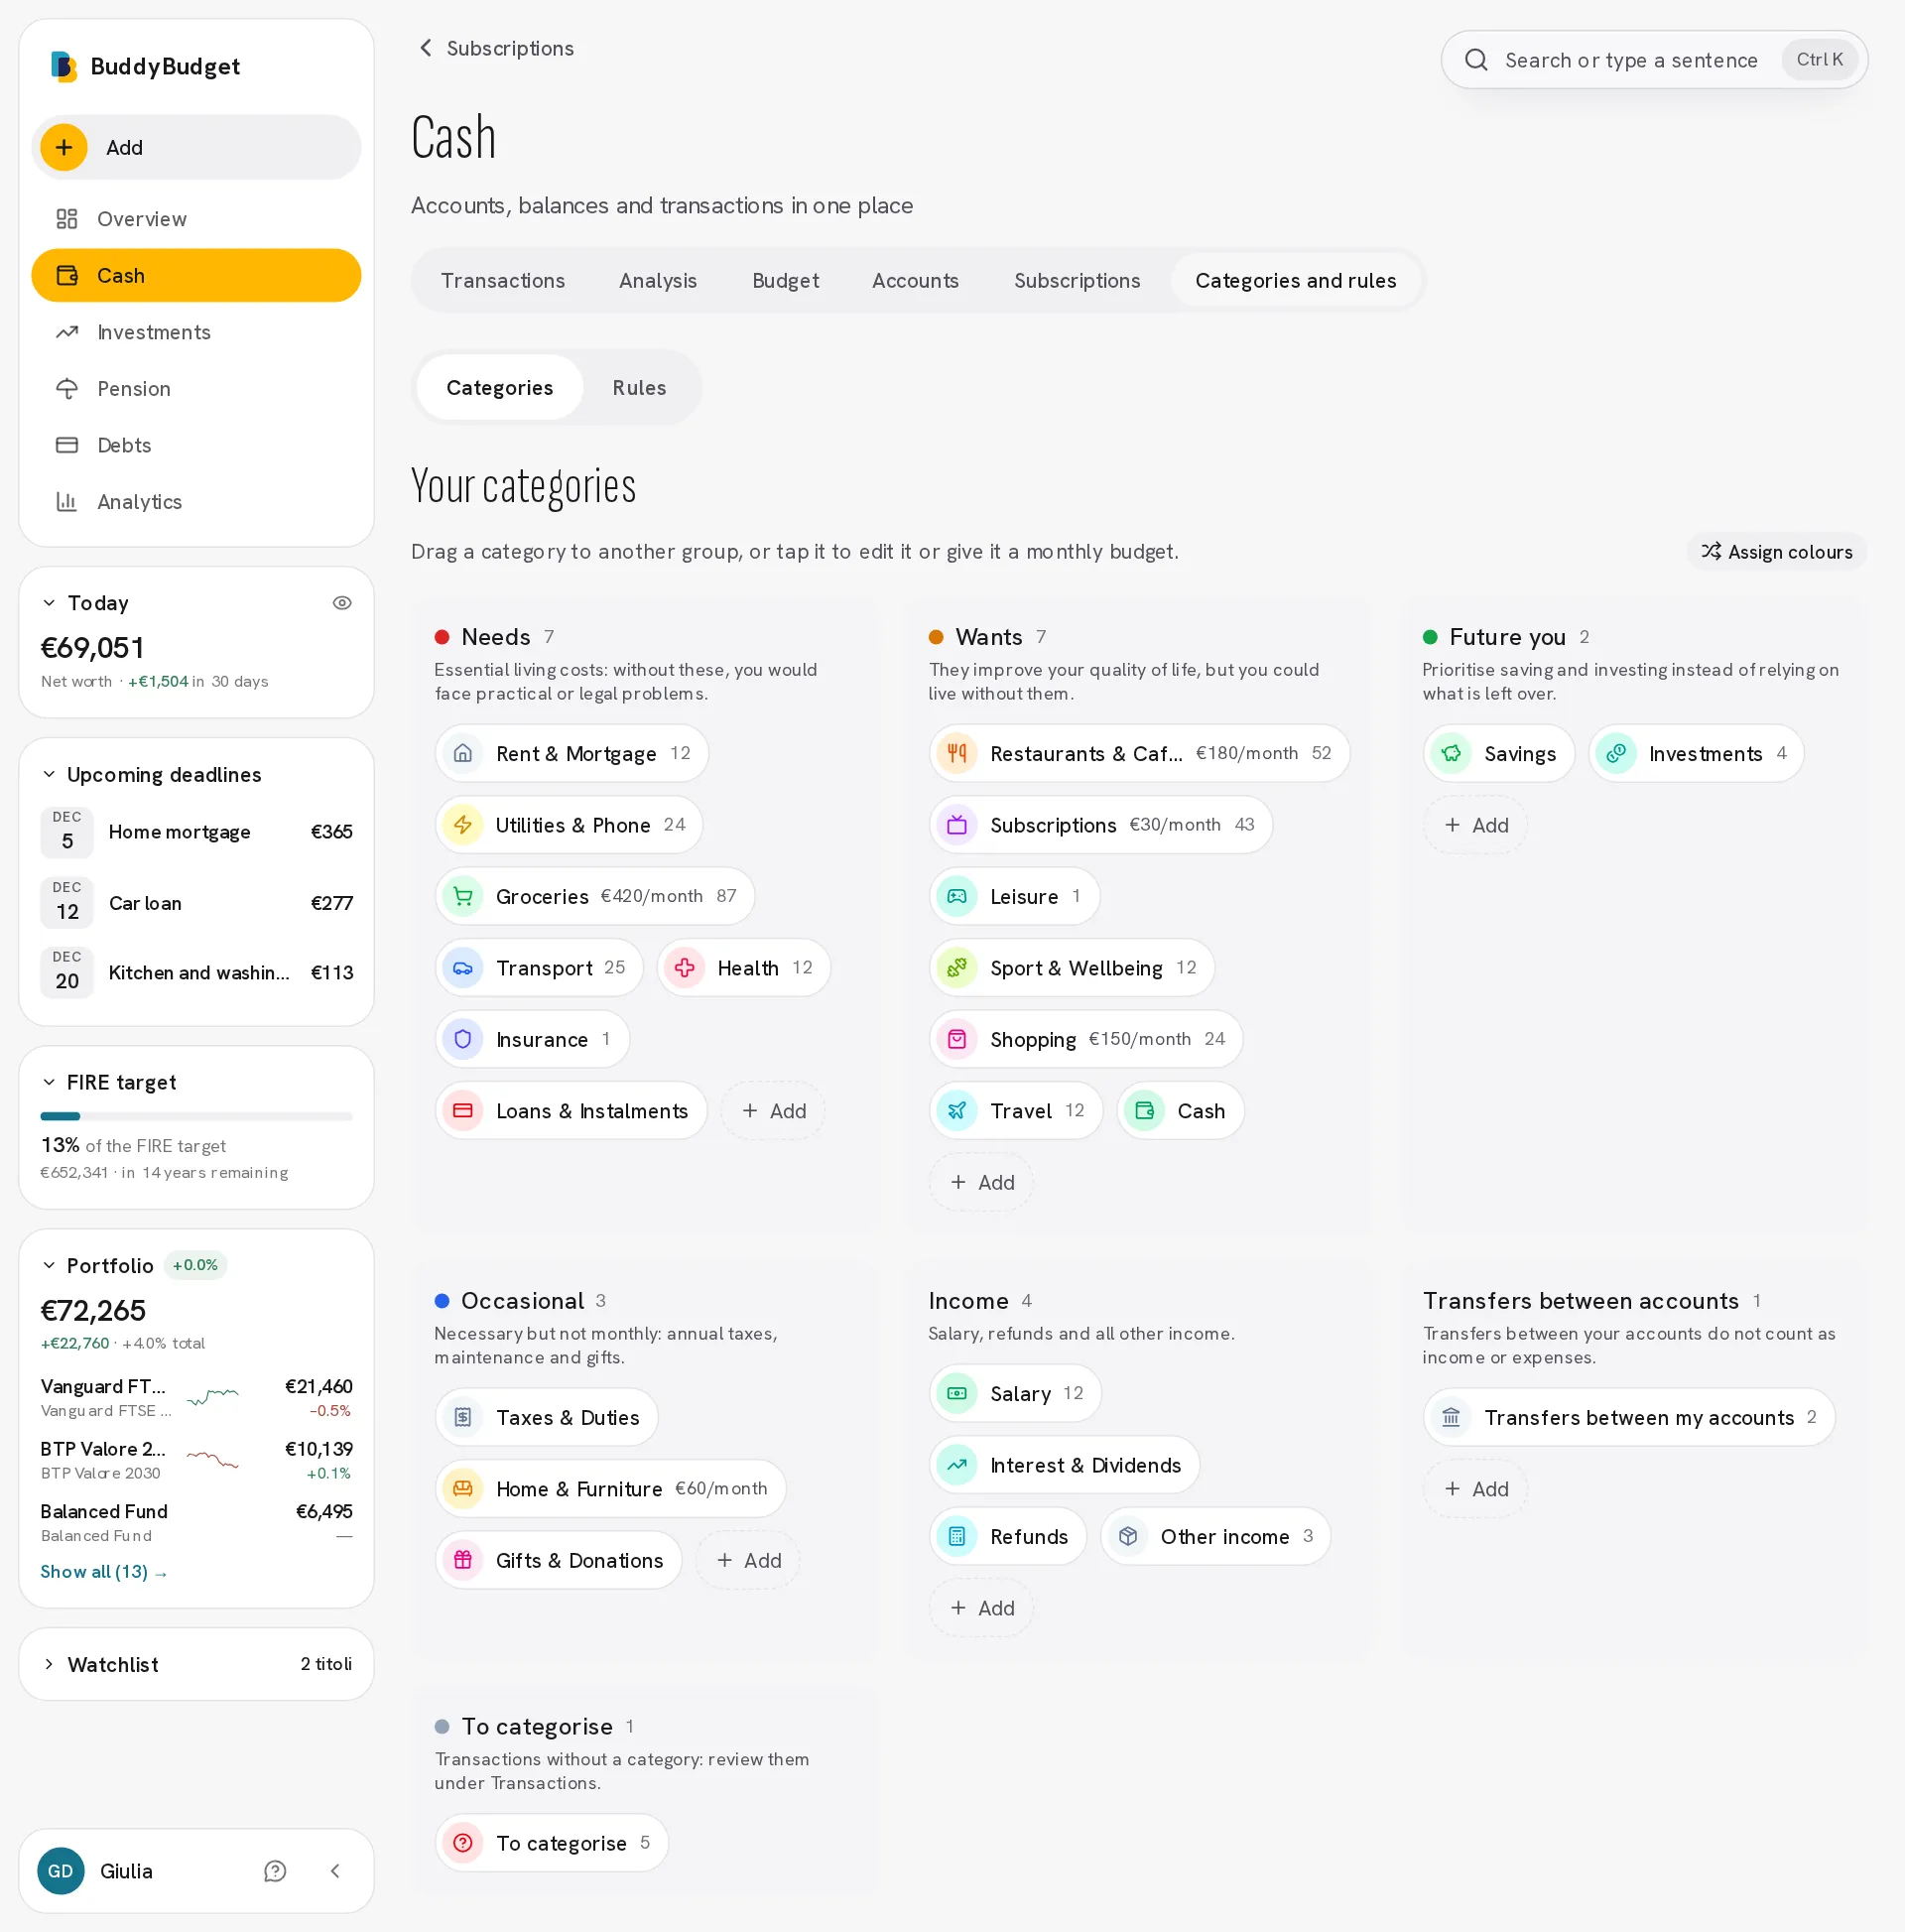 BuddyBudget
Add
Overview
Cash
Investments
Pension
Debts
Analytics
Today
€69,051
Net worth · +€1,504 in 30 days
Upcoming deadlines
DEC
5
Home mortgage €365
DEC
12
Car loan €277
DEC
20
Kitchen and washin... €113
FIRE target
13% of the FIRE target
€652,341 · in 14 years remaining
Portfolio +0.0%
€72,265
+€22,760 · +4.0% total
Vanguard FT... €21,460
Vanguard FTSE ... -0.5%
BTP Valore 2... €10,139
BTP Valore 2030 +0.1%
Balanced Fund €6,495
Balanced Fund —
Show all (13) →
Watchlist 2 titoli
GD Giulia
Subscriptions
Search or type a sentence Ctrl K
Cash
Accounts, balances and transactions in one place
Transactions Analysis Budget Accounts Subscriptions Categories and rules
Categories Rules
Your categories
Drag a category to another group, or tap it to edit it or give it a monthly budget.
Assign colours
Needs 7
Essential living costs: without these, you would
face practical or legal problems.
Rent & Mortgage 12
Utilities & Phone 24
Groceries €420/month 87
Transport 25 Health 12
Insurance 1
Loans & Instalments + Add
Wants 7
They improve your quality of life, but you could
live without them.
Restaurants & Caf... €180/month 52
Subscriptions €30/month 43
Leisure 1
Sport & Wellbeing 12
Shopping €150/month 24
Travel 12 Cash
+ Add
Future you 2
Prioritise saving and investing instead of relying on
what is left over.
Savings Investments 4
+ Add
Occasional 3
Necessary but not monthly: annual taxes,
maintenance and gifts.
Taxes & Duties
Home & Furniture €60/month
Gifts & Donations + Add
Income 4
Salary, refunds and all other income.
Salary 12
Interest & Dividends
Refunds Other income 3
+ Add
Transfers between accounts 1
Transfers between your accounts do not count as
income or expenses.
Transfers between my accounts 2
+ Add
To categorise 1
Transactions without a category: review them
under Transactions.
To categorise 5